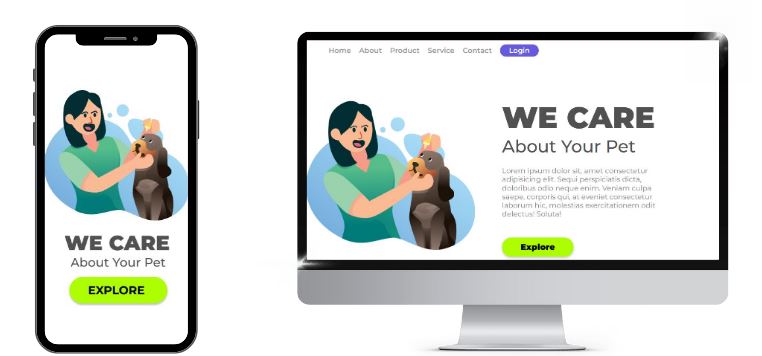 WE CARE
About Your Pet
EXPLORE
Home About Product Service Contact Login
WE CARE
About Your Pet
Lorem ipsum dolor sit, amet consectetur
adipisicing elit. Sequi perspiciatis dicta,
doloribus odio neque enim. Veniam culpa
saepe, corporis qui, at eveniet consectetur
laborum hic, molestias exercitationem odit
delectus! Soluta!
Explore